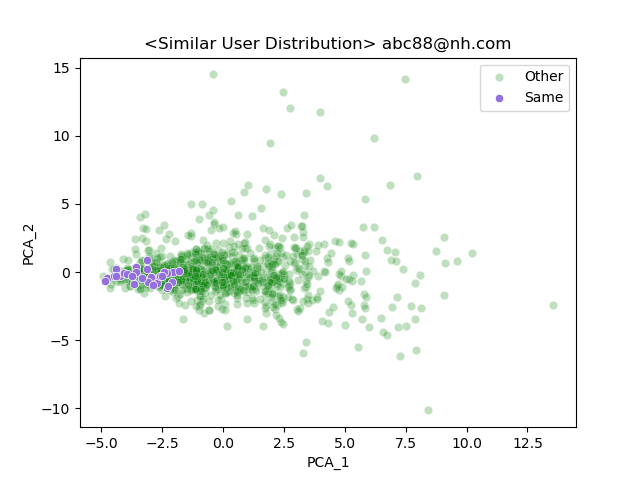 <Similar User Distribution> abc88@nh.com
Other
Same
15
10
5
0
−5
−10
PCA_2
−5.0 −2.5 0.0 2.5 5.0 7.5 10.0 12.5
PCA_1